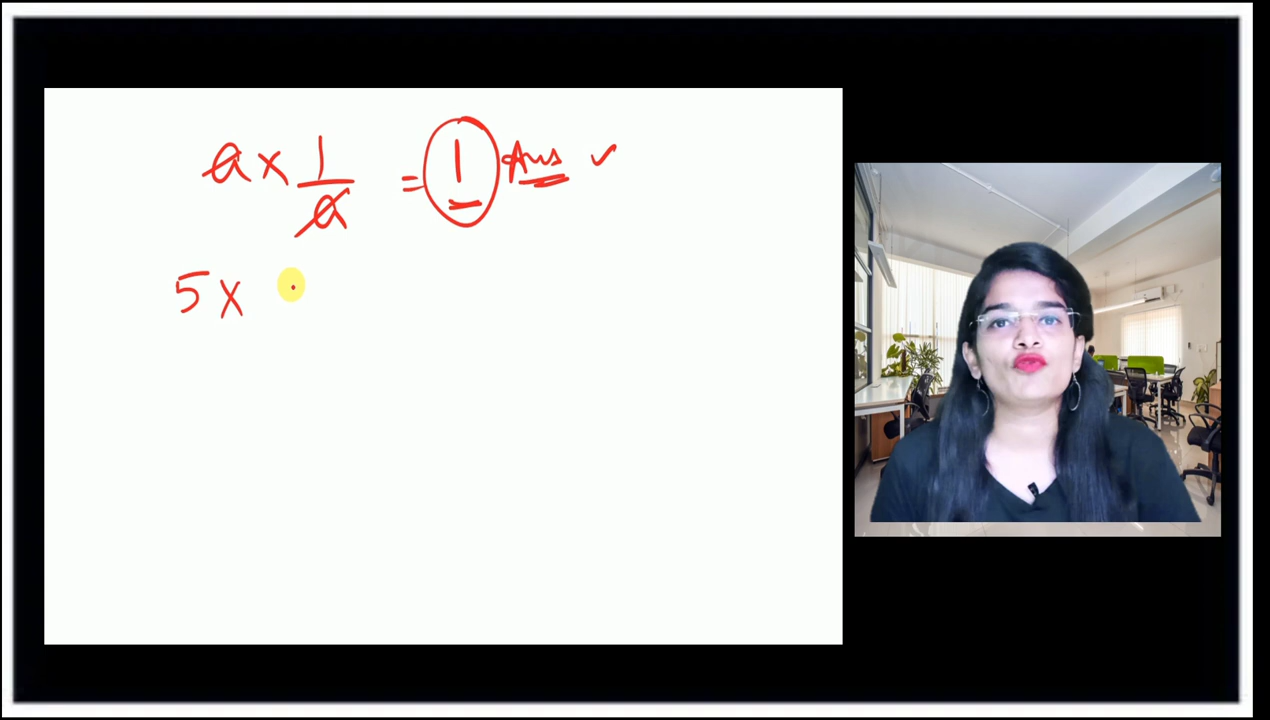 a × 1/a = 1 Ans ✓
5 ×